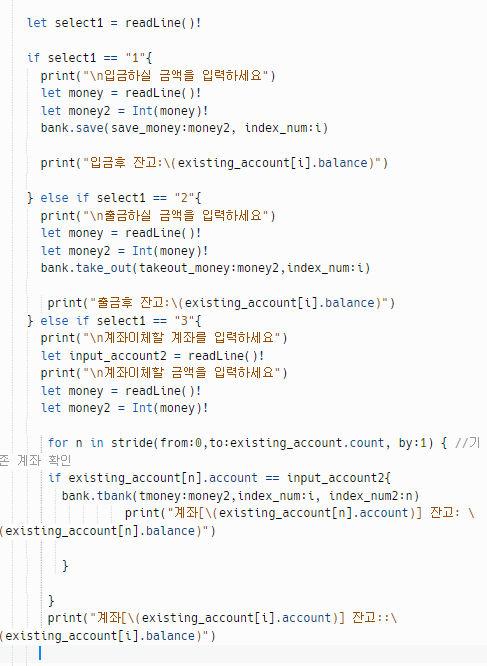 let select1 = readLine()!
if select1 == "1"{
print("\n입금하실 금액을 입력하세요")
let money = readLine()!
let money2 = Int(money)!
bank.save(save_money:money2, index_num:i)
print("입금후 잔고:\(existing_account[i].balance)")
} else if select1 == "2"{
print("\n출금하실 금액을 입력하세요")
let money = readLine()!
let money2 = Int(money)!
bank.take_out(takeout_money:money2,index_num:i)
print("출금후 잔고:\(existing_account[i].balance)")
} else if select1 == "3"{
print("\n계좌이체할 계좌를 입력하세요")
let input_account2 = readLine()!
print("\n계좌이체할 금액을 입력하세요")
let money = readLine()!
let money2 = Int(money)!
for n in stride(from:0,to:existing_account.count, by:1) { //기
존 계좌 확인
if existing_account[n].account == input_account2{
bank.tbank(tmoney:money2,index_num:i, index_num2:n)
print("계좌[\(existing_account[n].account)] 잔고: \
(existing_account[n].balance)")
}
}
print("계좌[\(existing_account[i].account)] 잔고::\
(existing_account[i].balance)")